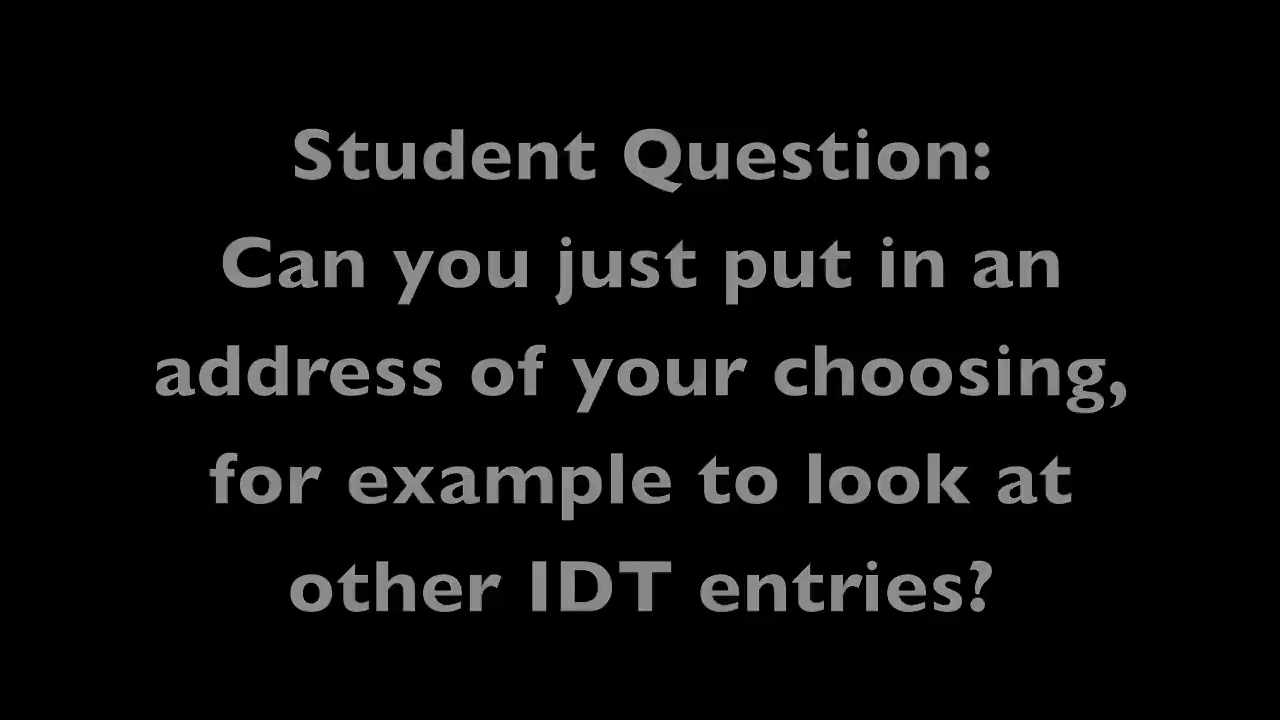 Student Question:
Can you just put in an
address of your choosing,
for example to look at
other IDT entries?